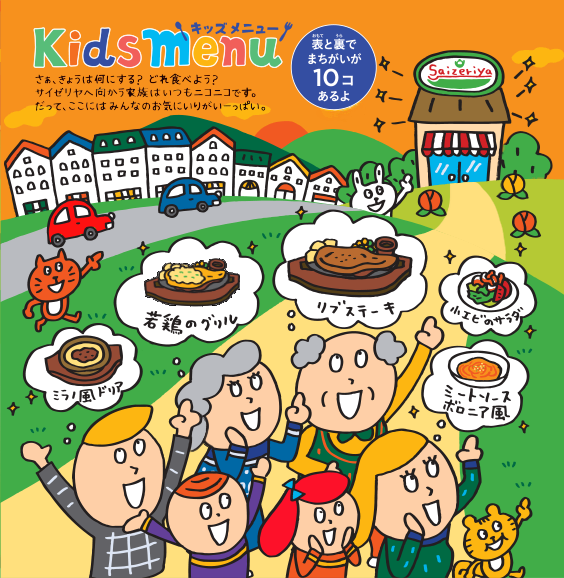 キッズメニュー
Kids menu
さぁ、きょうは何にする？ どれ食べよう？
サイゼリヤへ向かう家族はいつもニコニコです。
だって、ここには みんなのお気にいりがいーっぱい。
おもて うら
表と裏で
まちがいが
10コ
あるよ
Saizeriya
若鶏のグリル
リブステーキ
小エビのサラダ
ミラノ風ドリア
ミートソース
ボロニア風